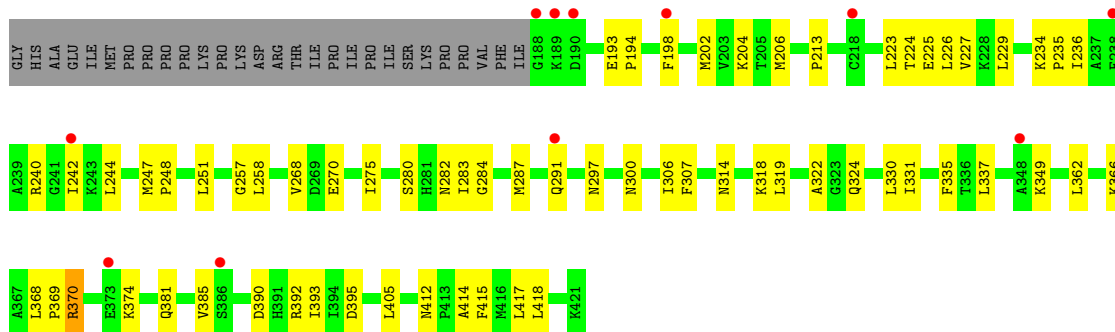 GLY HIS ALA GLU ILE MET PRO PRO PRO PRO LYS PRO LYS ASP ARG THR ILE PRO ILE PRO ILE SER LYS PRO PRO VAL PHE ILE G188 K189 D190 E193 P194 F198 M202 V203 K204 T205 M206 P213 C218 L223 T224 E225 L226 V227 K228 L229 K234 P235 I236 A237
A239 R240 G241 I242 K243 L244 M247 P248 L251 G257 L258 V268 D269 E270 I275 S280 H281 N282 I283 G284 M287 Q291 N297 N300 I306 F307 N314 K318 L319 A322 G323 Q324 L330 I331 F335 T336 L337 A348 K349 L362 K366
A367 L368 P369 R370 E373 K374 Q381 V385 S386 D390 H391 R392 I393 I394 D395 L405 N412 P413 A414 F415 M416 L417 L418 K421